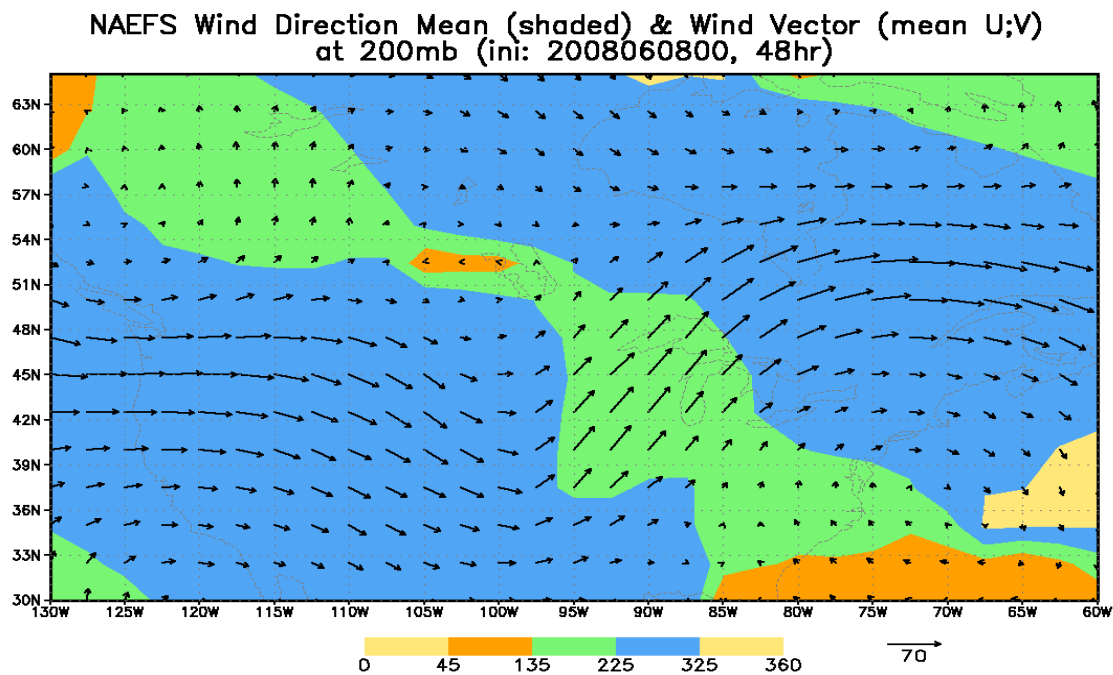 NAEFS Wind Direction Mean (shaded) & Wind Vector (mean U;V)
at 200mb (ini: 2008060800, 48hr)
63N
60N
57N
54N
51N
48N
45N
42N
39N
36N
33N
30N
130W 125W 120W 115W 110W 105W 100W 95W 90W 85W 80W 75W 70W 65W 60W
0 45 135 225 325 360
70